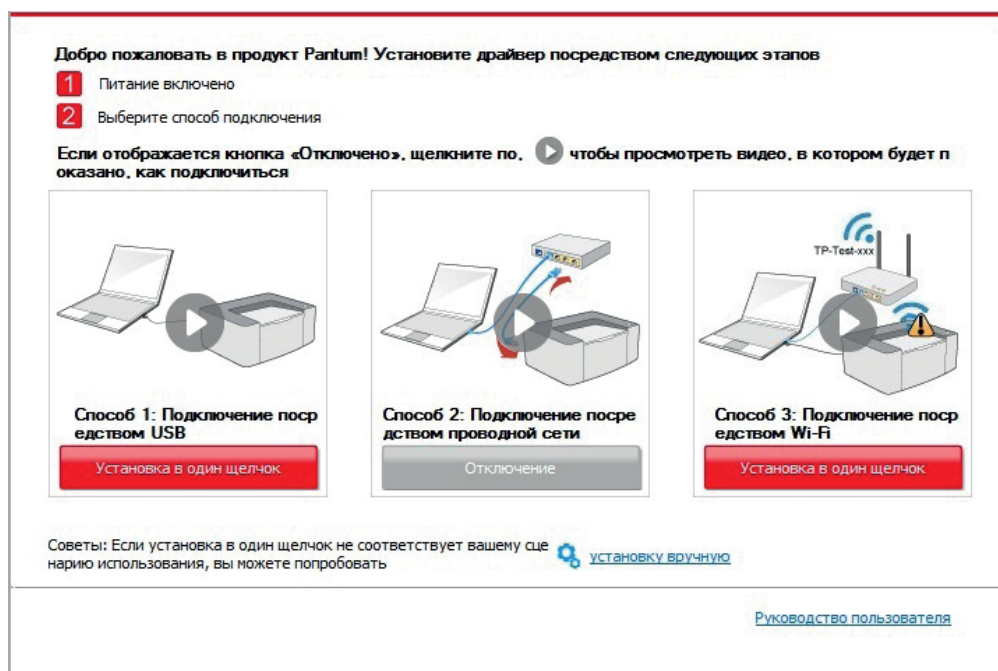 Добро пожаловать в продукт Pantum! Установите драйвер посредством следующих этапов
1 Питание включено
2 Выберите способ подключения
Если отображается кнопка «Отключено», щелкните по, чтобы просмотреть видео, в котором будет п
оказано, как подключиться
TP-Test-xxx
Способ 1: Подключение поср
едством USB
Установка в один щелчок
Способ 2: Подключение посре
дством проводной сети
Отключение
Способ 3: Подключение поср
едством Wi-Fi
Установка в один щелчок
Советы: Если установка в один щелчок не соответствует вашему сце
нарию использования, вы можете попробовать установку вручную
Руководство пользователя